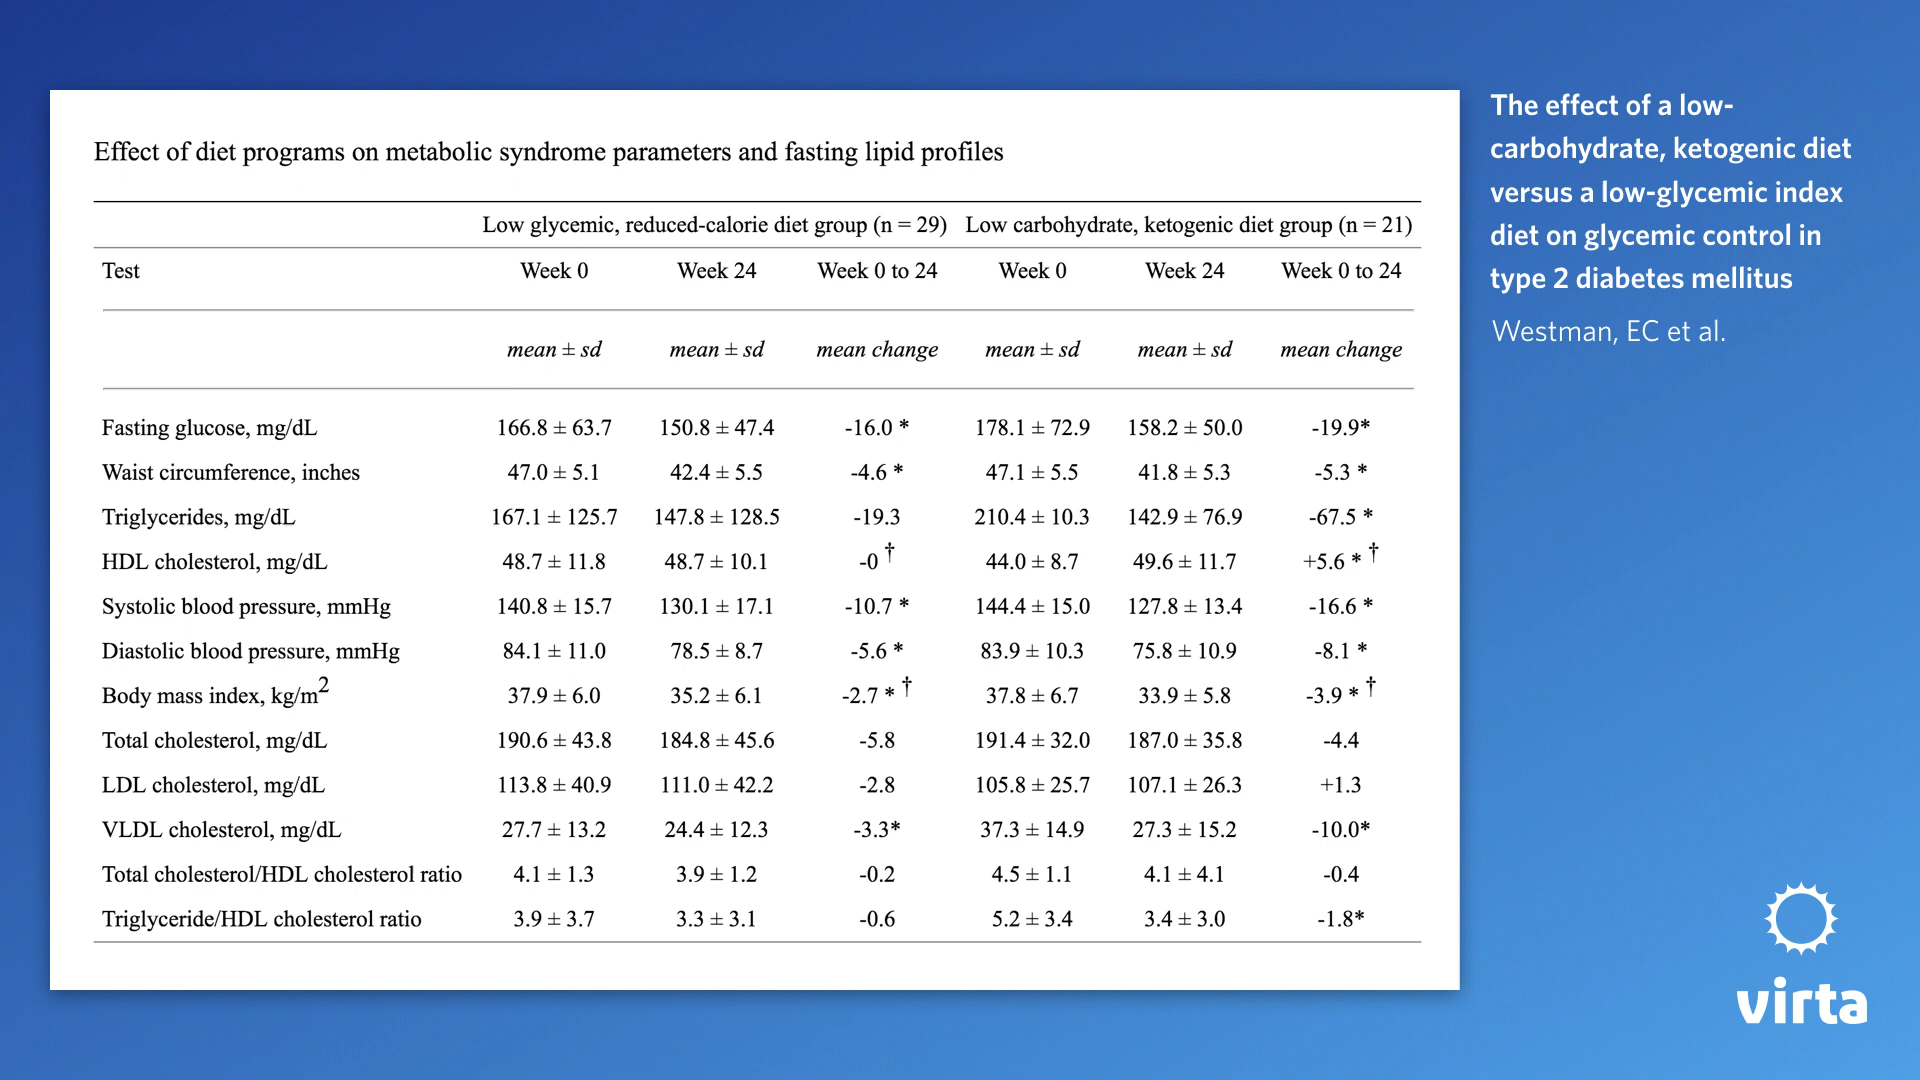 Effect of diet programs on metabolic syndrome parameters and fasting lipid profiles
Low glycemic, reduced-calorie diet group (n = 29) Low carbohydrate, ketogenic diet group (n = 21)
Test Week 0 Week 24 Week 0 to 24 Week 0 Week 24 Week 0 to 24
mean ± sd mean ± sd mean change mean ± sd mean ± sd mean change
Fasting glucose, mg/dL 166.8 ± 63.7 150.8 ± 47.4 -16.0 * 178.1 ± 72.9 158.2 ± 50.0 -19.9*
Waist circumference, inches 47.0 ± 5.1 42.4 ± 5.5 -4.6 * 47.1 ± 5.5 41.8 ± 5.3 -5.3 *
Triglycerides, mg/dL 167.1 ± 125.7 147.8 ± 128.5 -19.3 210.4 ± 10.3 142.9 ± 76.9 -67.5 *
HDL cholesterol, mg/dL 48.7 ± 11.8 48.7 ± 10.1 -0 † 44.0 ± 8.7 49.6 ± 11.7 +5.6 * †
Systolic blood pressure, mmHg 140.8 ± 15.7 130.1 ± 17.1 -10.7 * 144.4 ± 15.0 127.8 ± 13.4 -16.6 *
Diastolic blood pressure, mmHg 84.1 ± 11.0 78.5 ± 8.7 -5.6 * 83.9 ± 10.3 75.8 ± 10.9 -8.1 *
Body mass index, kg/m2 37.9 ± 6.0 35.2 ± 6.1 -2.7 * † 37.8 ± 6.7 33.9 ± 5.8 -3.9 * †
Total cholesterol, mg/dL 190.6 ± 43.8 184.8 ± 45.6 -5.8 191.4 ± 32.0 187.0 ± 35.8 -4.4
LDL cholesterol, mg/dL 113.8 ± 40.9 111.0 ± 42.2 -2.8 105.8 ± 25.7 107.1 ± 26.3 +1.3
VLDL cholesterol, mg/dL 27.7 ± 13.2 24.4 ± 12.3 -3.3* 37.3 ± 14.9 27.3 ± 15.2 -10.0*
Total cholesterol/HDL cholesterol ratio 4.1 ± 1.3 3.9 ± 1.2 -0.2 4.5 ± 1.1 4.1 ± 4.1 -0.4
Triglyceride/HDL cholesterol ratio 3.9 ± 3.7 3.3 ± 3.1 -0.6 5.2 ± 3.4 3.4 ± 3.0 -1.8*
The effect of a low-
carbohydrate, ketogenic diet
versus a low-glycemic index
diet on glycemic control in
type 2 diabetes mellitus
Westman, EC et al.
virta